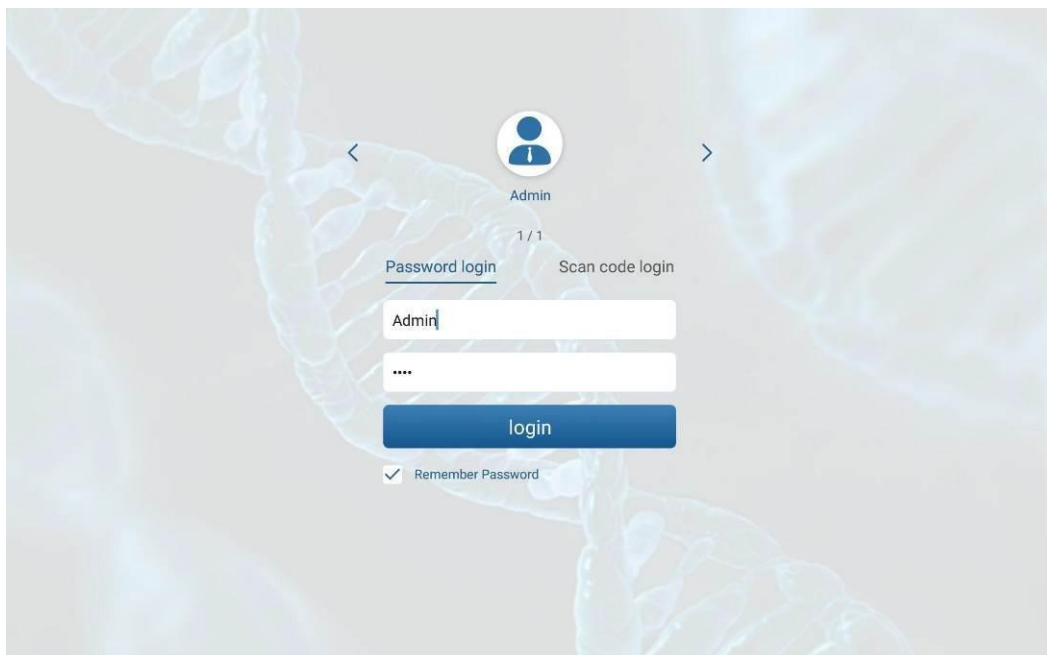 Admin
1 / 1
Password login Scan code login
Admin
••••
login
Remember Password